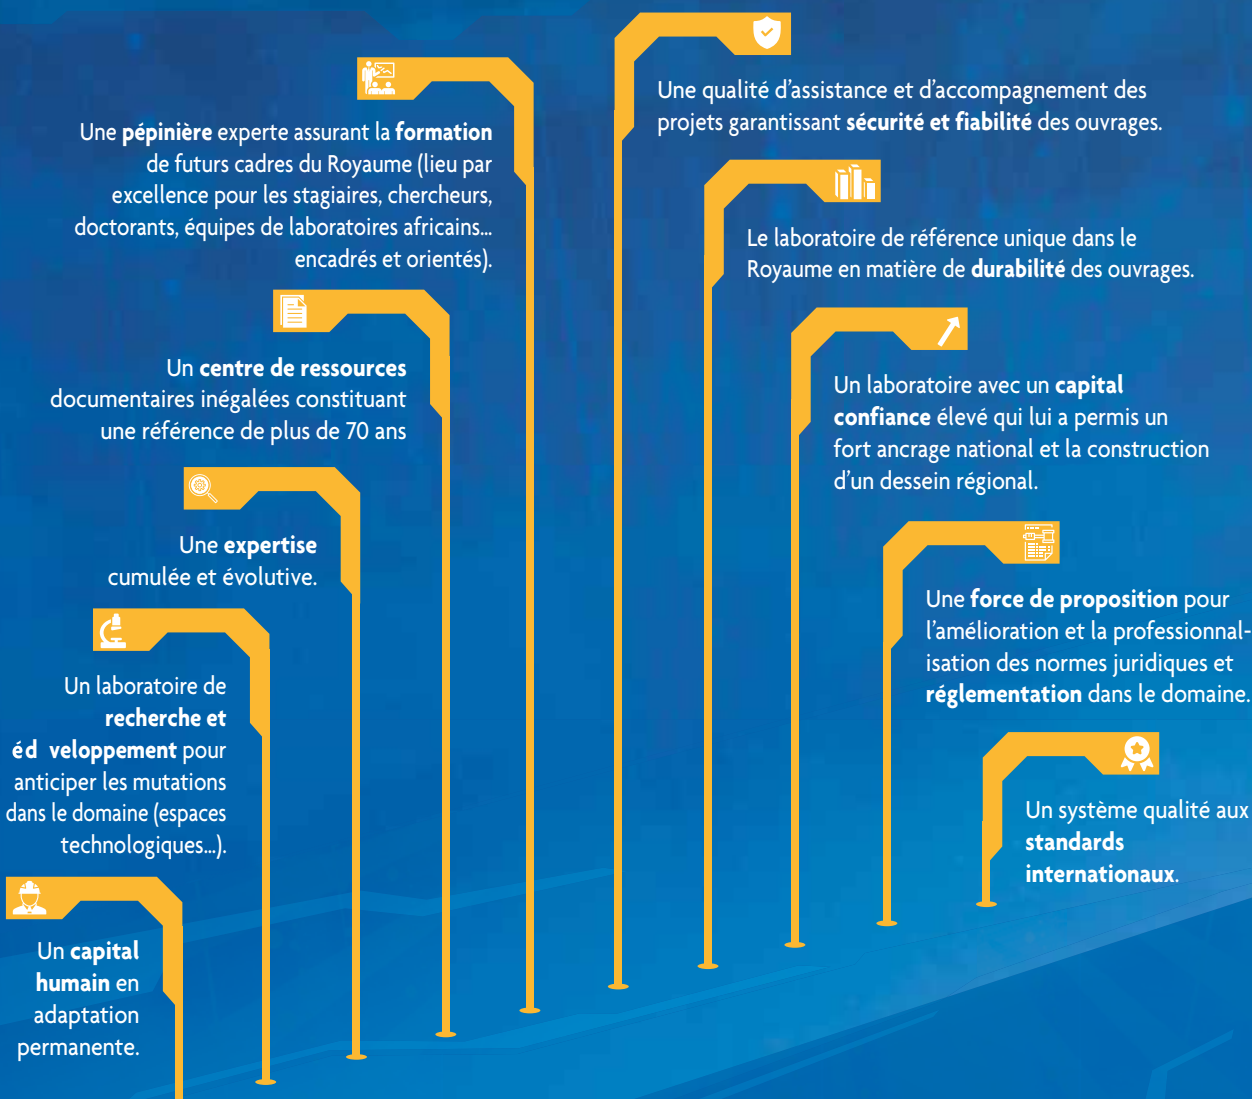 Une pépinière experte assurant la formation
de futurs cadres du Royaume (lieu par
excellence pour les stagiaires, chercheurs,
doctorants, équipes de laboratoires africains...
encadrés et orientés).
Un centre de ressources
documentaires inégalées constituant
une référence de plus de 70 ans
Une expertise
cumulée et évolutive.
Un laboratoire de
recherche et
éd veloppement pour
anticiper les mutations
dans le domaine (espaces
technologiques...).
Un capital
humain en
adaptation
permanente.
Une qualité d'assistance et d'accompagnement des
projets garantissant sécurité et fiabilité des ouvrages.
Le laboratoire de référence unique dans le
Royaume en matière de durabilité des ouvrages.
Un laboratoire avec un capital
confiance élevé qui lui a permis un
fort ancrage national et la construction
d'un dessein régional.
Une force de proposition pour
l'amélioration et la professionnal-
isation des normes juridiques et
réglementation dans le domaine.
Un système qualité aux
standards
internationaux.